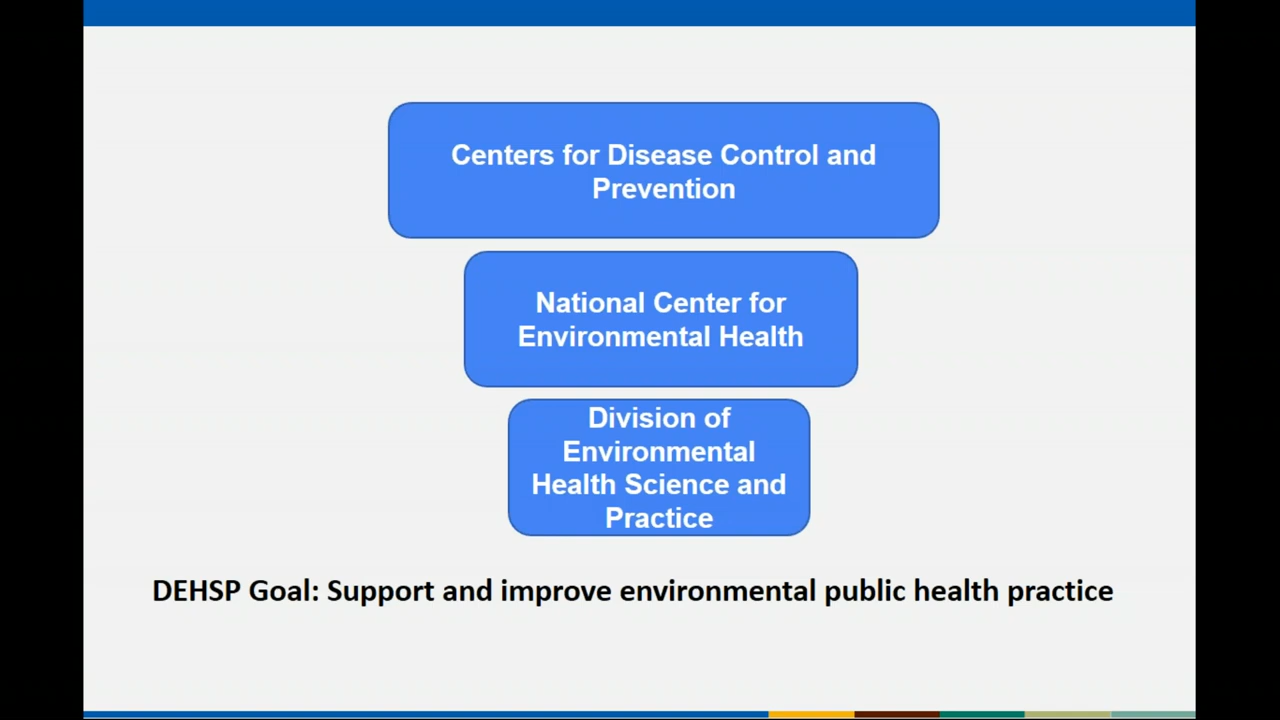 Centers for Disease Control and
Prevention
National Center for
Environmental Health
Division of
Environmental
Health Science and
Practice
DEHSP Goal: Support and improve environmental public health practice